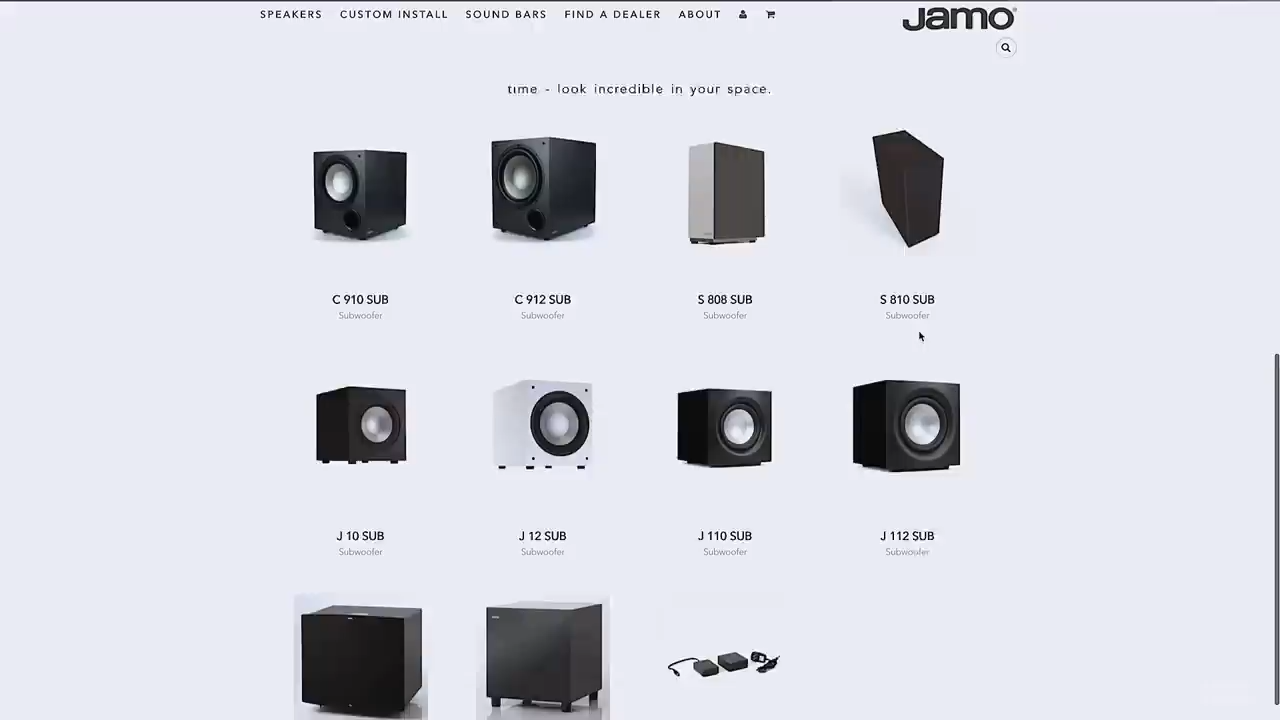 SPEAKERS CUSTOM INSTALL SOUND BARS FIND A DEALER ABOUT
Jamo
time - look incredible in your space.
C 910 SUB C 912 SUB S 808 SUB S 810 SUB
Subwoofer Subwoofer Subwoofer Subwoofer
J 10 SUB J 12 SUB J 110 SUB J 112 SUB
Subwoofer Subwoofer Subwoofer Subwoofer